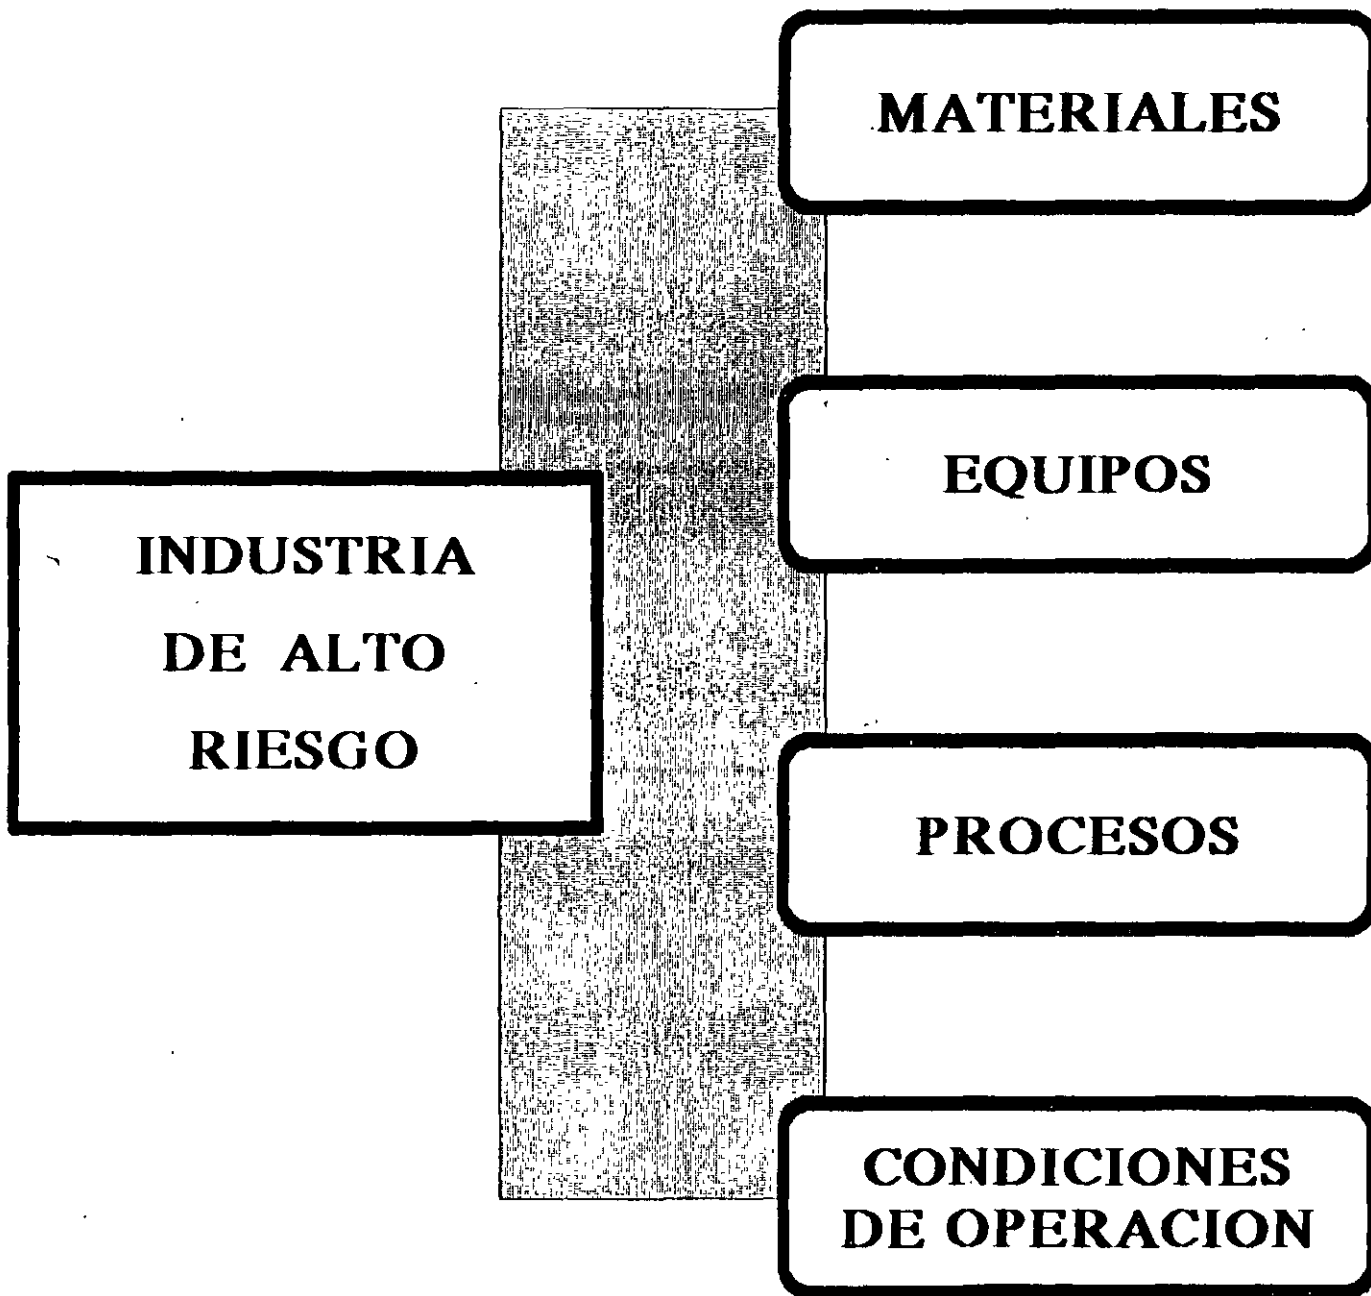 MATERIALES
EQUIPOS
INDUSTRIA
DE ALTO
RIESGO
PROCESOS
CONDICIONES
DE OPERACION